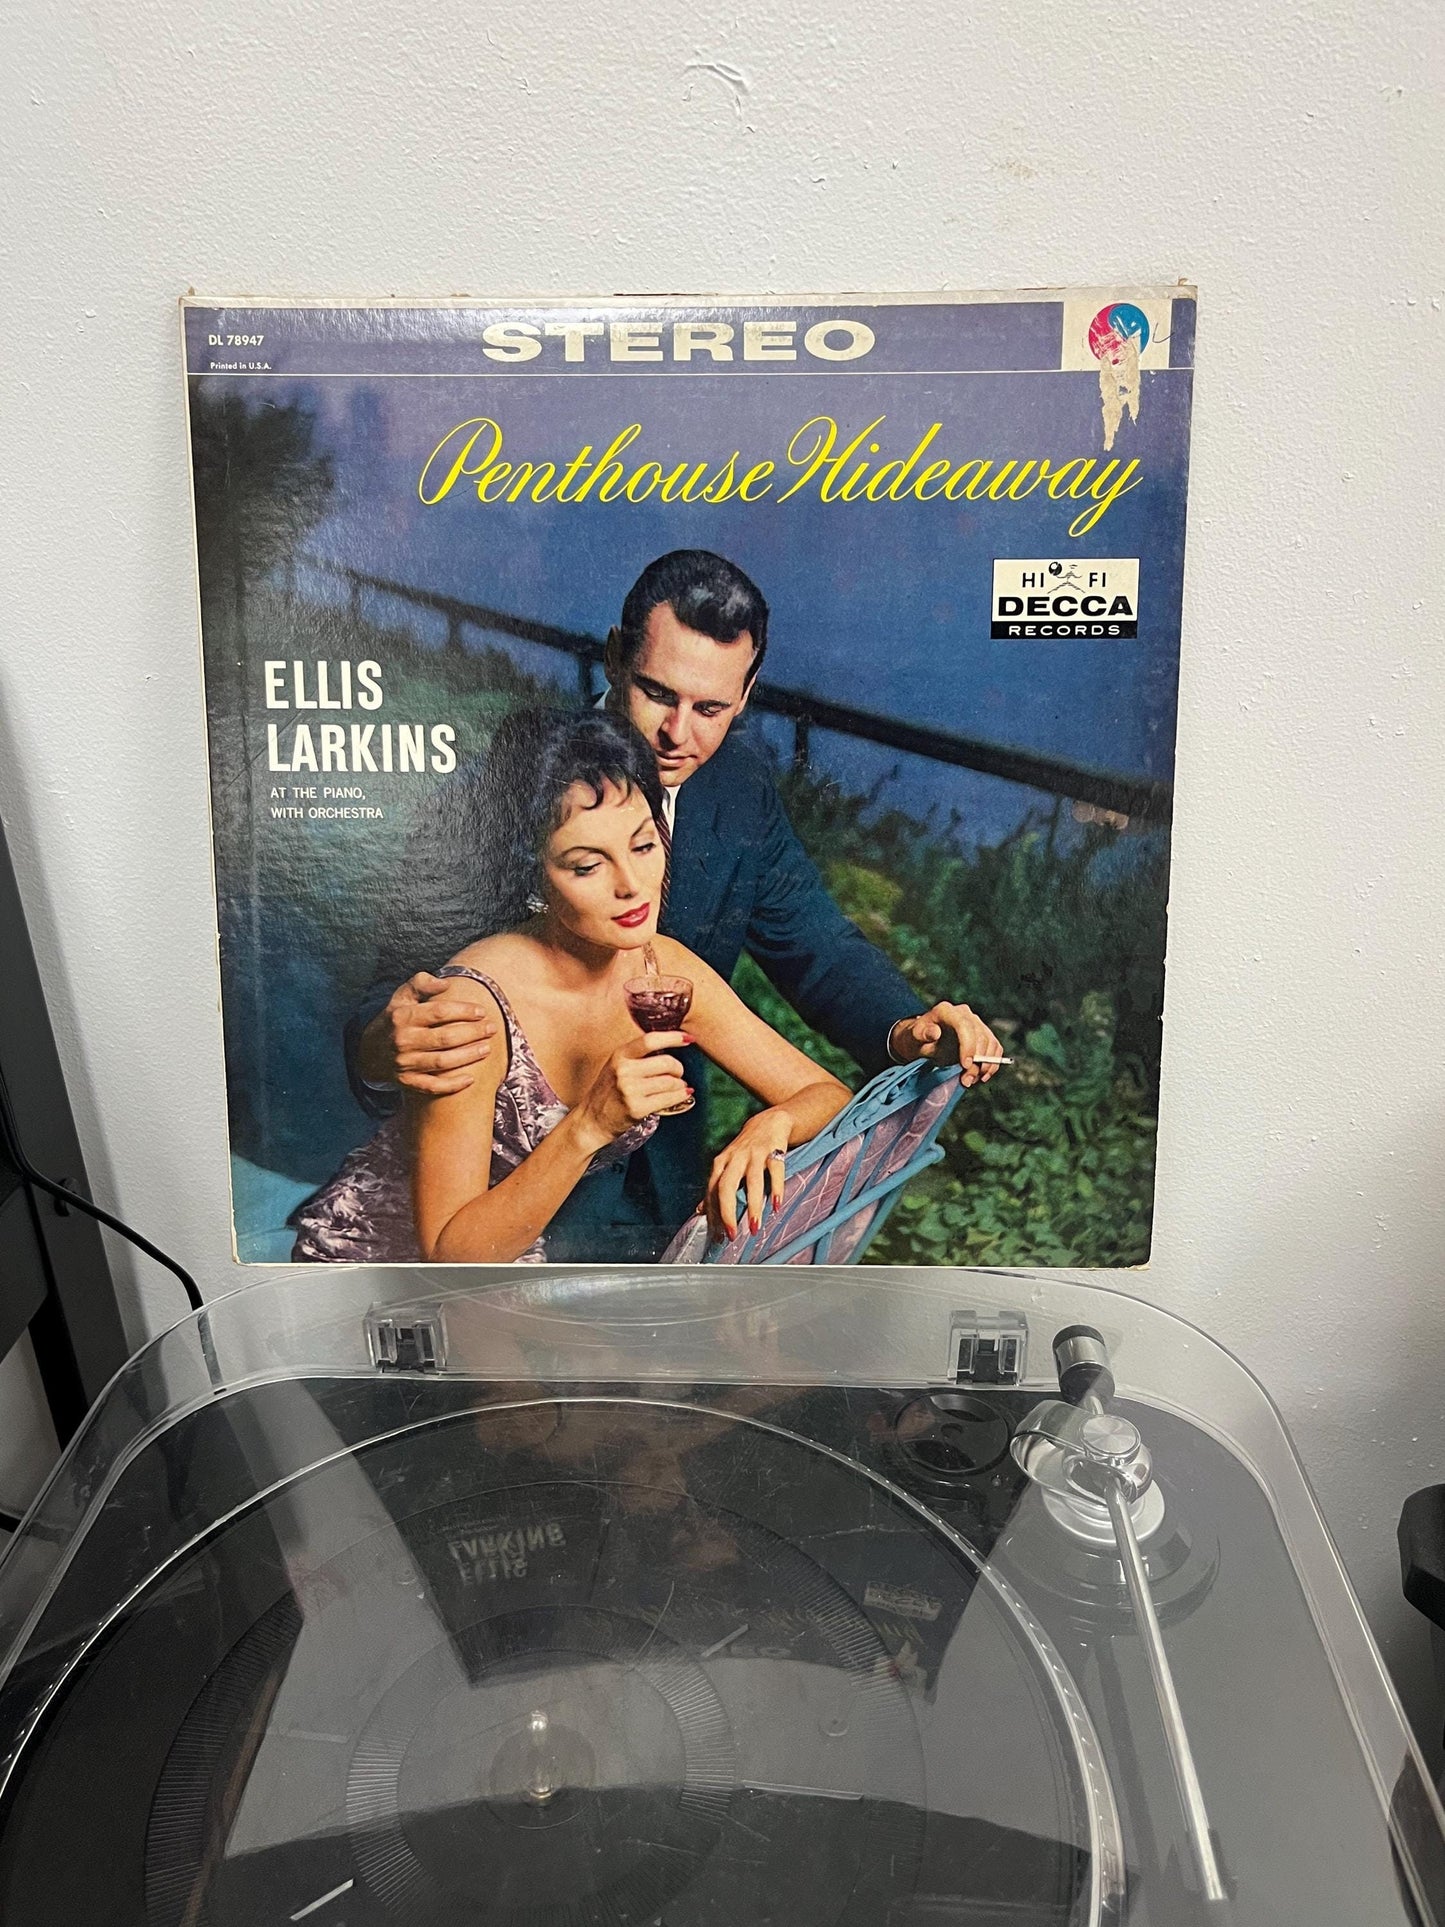 STEREO
DL 78947
Printed in U.S.A.
Penthouse Hideaway
HI FI
DECCA
RECORDS
ELLIS
LARKINS
AT THE PIANO,
WITH ORCHESTRA